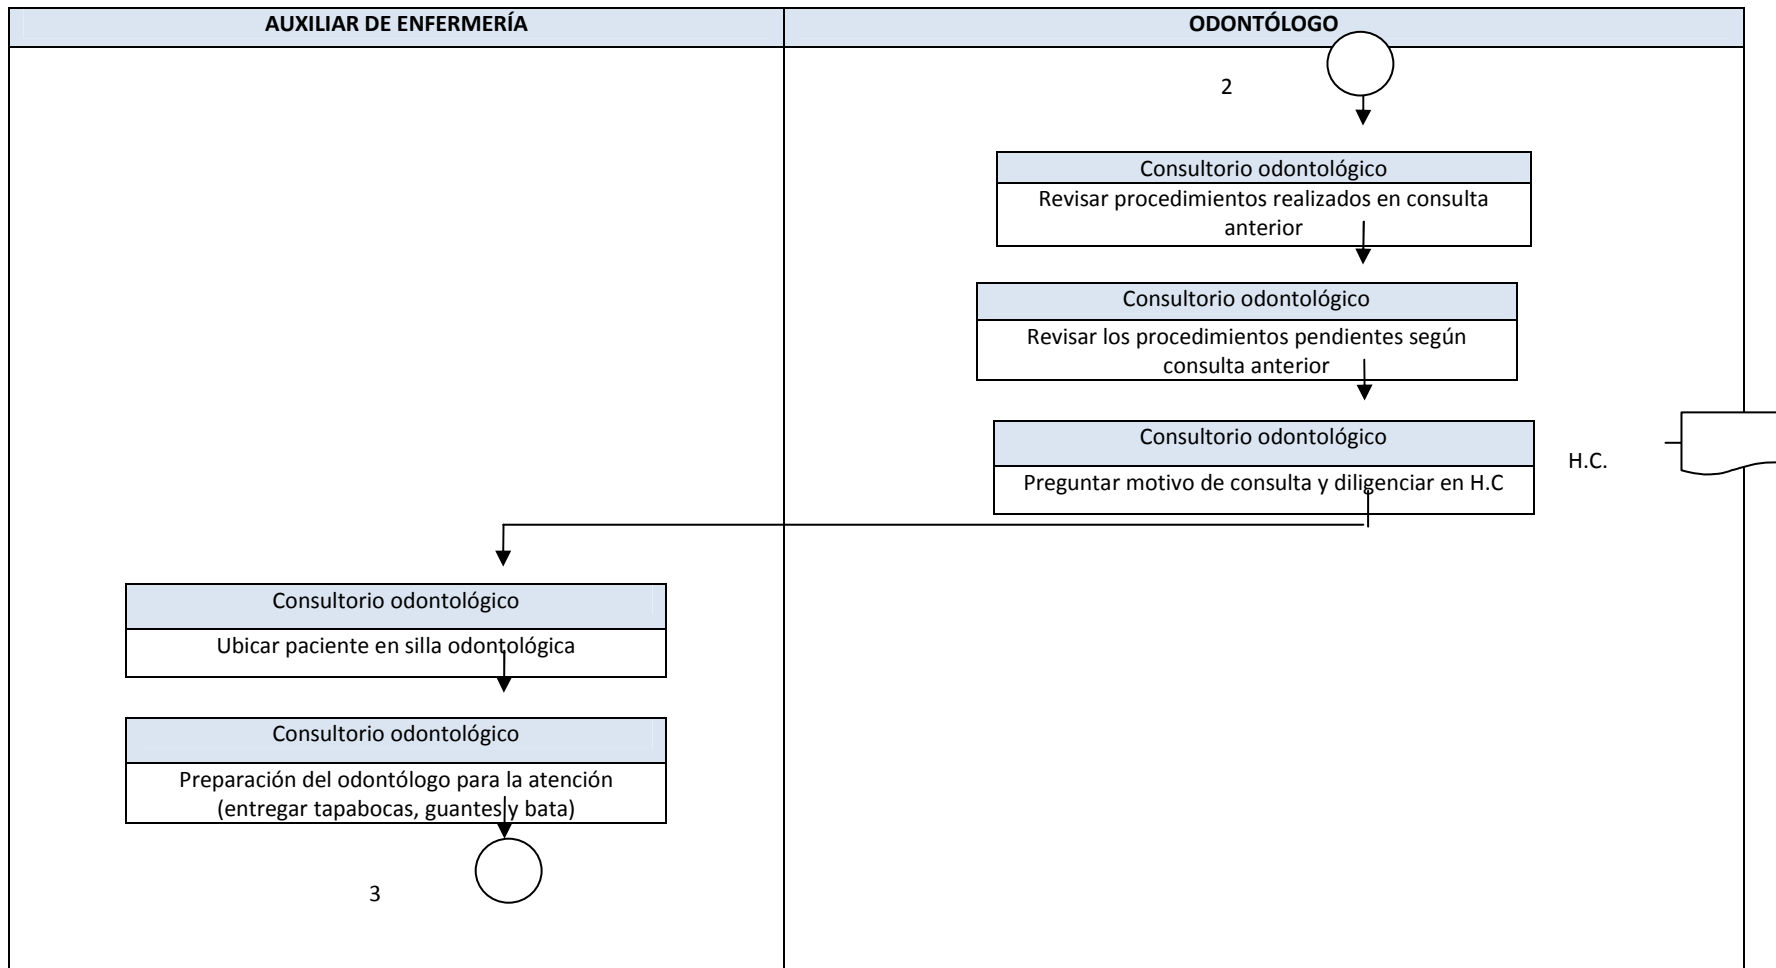 AUXILIAR DE ENFERMERÍA
ODONTÓLOGO
2
Consultorio odontológico
Revisar procedimientos realizados en consulta
anterior
Consultorio odontológico
Revisar los procedimientos pendientes según
consulta anterior
Consultorio odontológico
Preguntar motivo de consulta y diligenciar en H.C
H.C.
Consultorio odontológico
Ubicar paciente en silla odontológica
Consultorio odontológico
Preparación del odontólogo para la atención
(entregar tapabocas, guantes y bata)
3